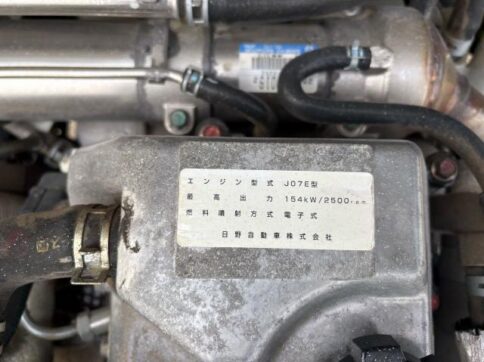 エンジン型式 J07E型
最高出力 154kW/2500r.p.m
燃料噴射方式 電子式
日野自動車株式会社